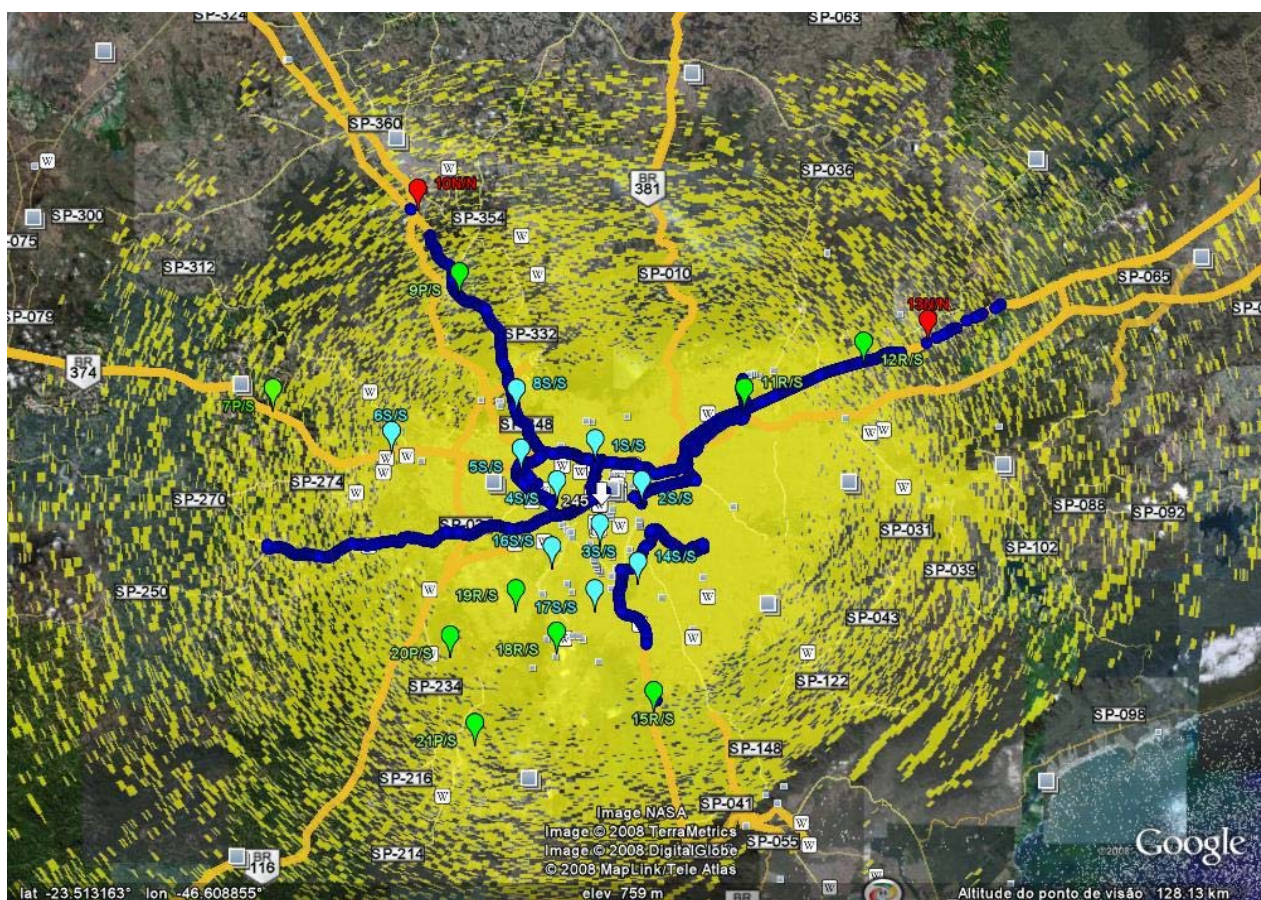 SP-324
SP-063
SP-360
10N/N
SP-036
BR
381
SP-354
SP-300
SP-075
SP-312
SP-010
SP-065
9P/S
SP-079
13N/N
SP-332
12R/S
BR
374
11R/S
8S/S
7P/S
6S/S
SP-348
1S/S
5S/S
SP-274
4S/S
245
2S/S
SP-270
SP-088
SP-092
SP-031
16S/S
3S/S
SP-102
14S/S
SP-039
SP-250
19R/S
17S/S
SP-043
20P/S
18R/S
SP-234
SP-122
15R/S
SP-098
21P/S
SP-148
SP-216
Image NASA
SP-041
Image © 2008 TerraMetrics
SP-055
Image © 2008 DigitalGlobe
SP-214
© 2008 MapLink/Tele Atlas
©2008 Google
BR
116
lat -23.513163° lon -46.608855° elev 759 m Altitude do ponto de visão 128.13 km